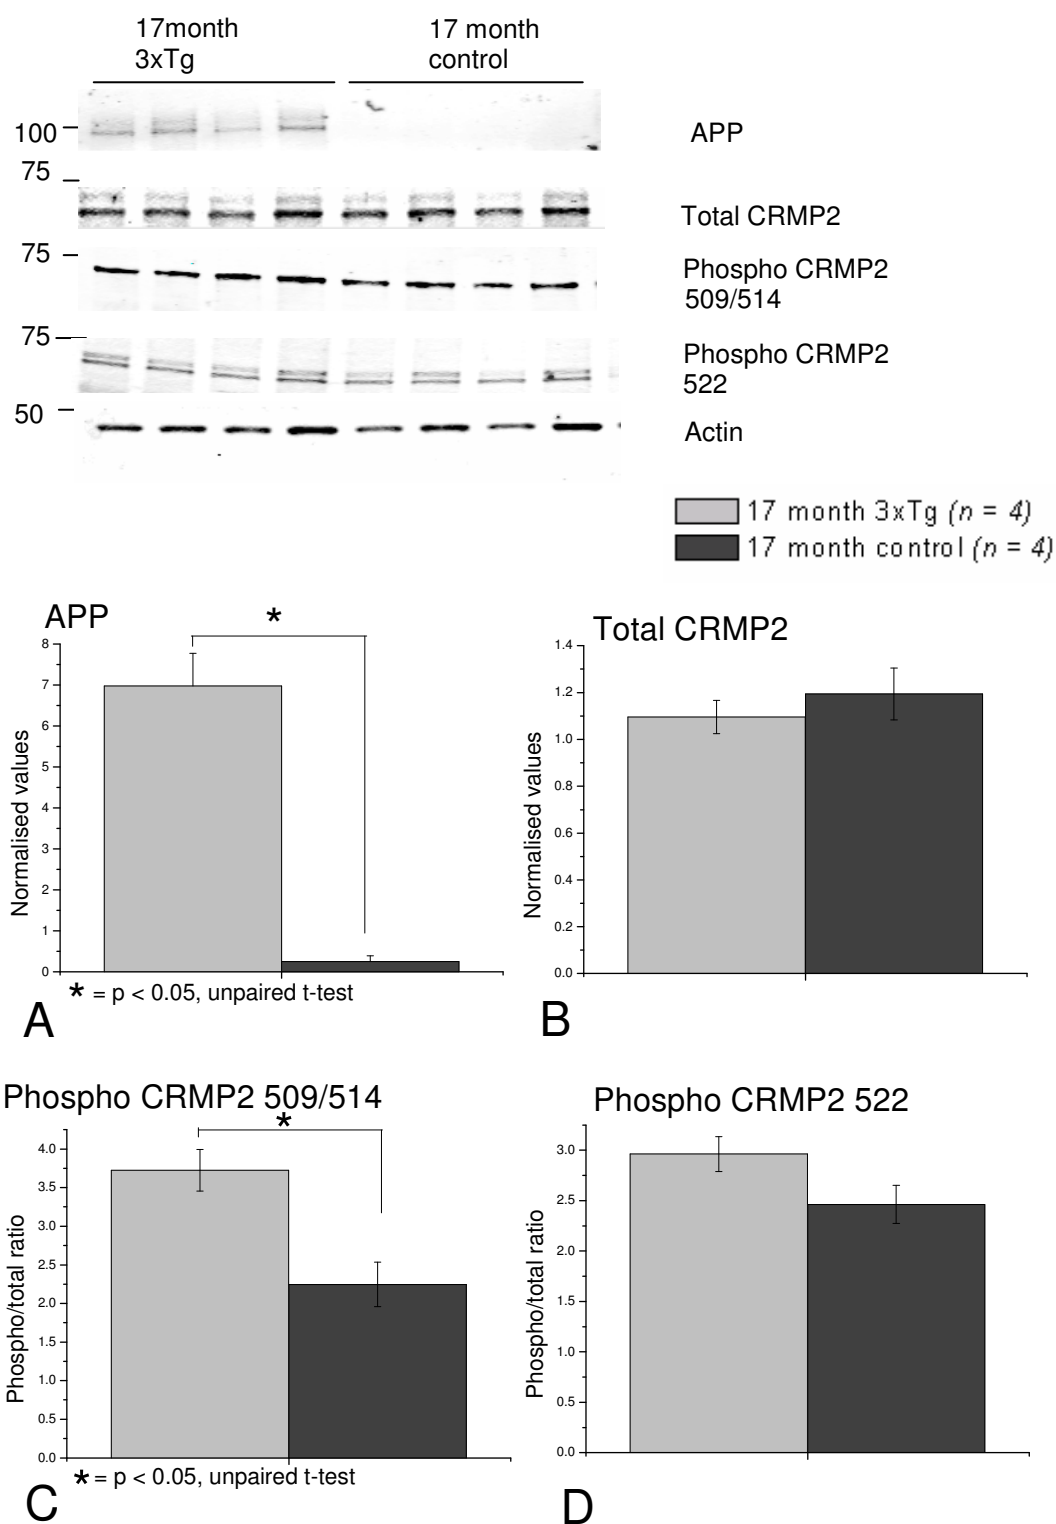 17month
3xTg
17 month
control
100
APP
75
Total CRMP2
75
Phospho CRMP2
509/514
75
Phospho CRMP2
522
50
Actin
17 month 3xTg (n = 4)
17 month control (n = 4)
APP
*
Normalised values
8
7
6
5
4
3
2
1
0
* = p < 0.05, unpaired t-test
A
Total CRMP2
Normalised values
1.4
1.2
1.0
0.8
0.6
0.4
0.2
0.0
B
Phospho CRMP2 509/514
*
Phospho/total ratio
4.0
3.5
3.0
2.5
2.0
1.5
1.0
0.5
0.0
* = p < 0.05, unpaired t-test
C
Phospho CRMP2 522
Phospho/total ratio
3.0
2.5
2.0
1.5
1.0
0.5
0.0
D